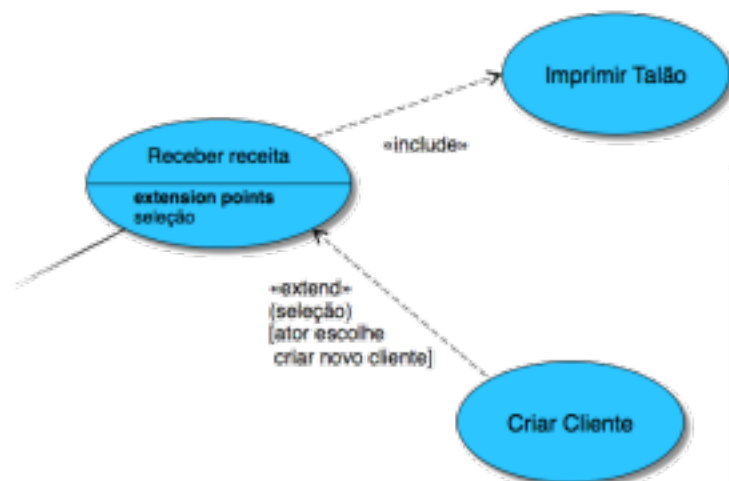 Imprimir Talão
Receber receita
«include»
extension points
seleção
«extend»
(seleção)
[ator escolhe
criar novo cliente]
Criar Cliente